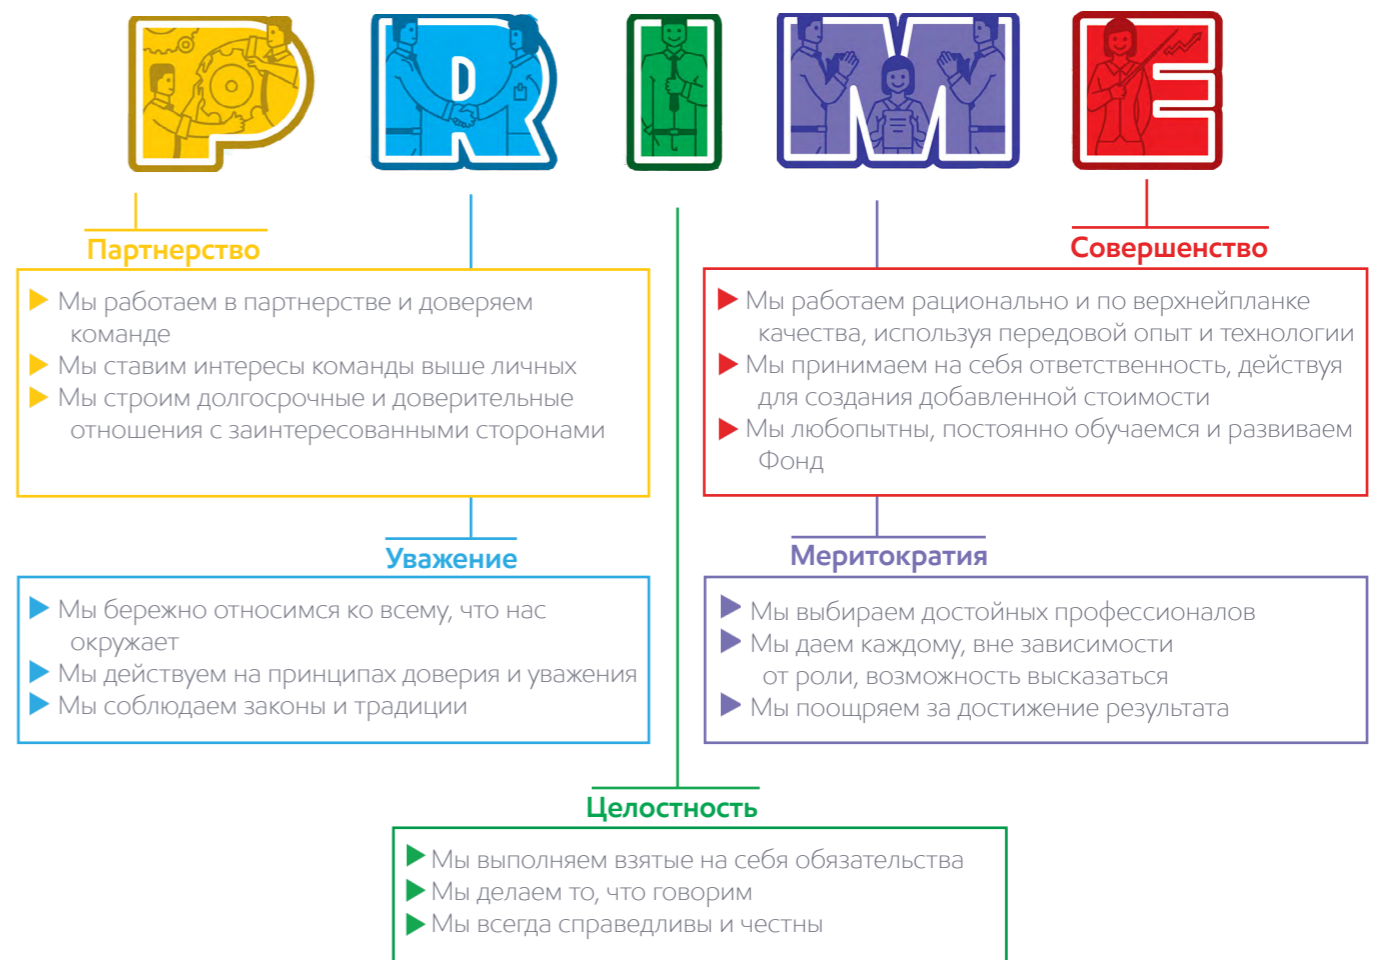 PRIME
Партнерство
Мы работаем в партнерстве и доверяем
команде
Мы ставим интересы команды выше личных
Мы строим долгосрочные и доверительные
отношения с заинтересованными сторонами
Совершенство
Мы работаем рационально и по верхнейпланке
качества, используя передовой опыт и технологии
Мы принимаем на себя ответственность, действуя
для создания добавленной стоимости
Мы любопытны, постоянно обучаемся и развиваем
Фонд
Уважение
Мы бережно относимся ко всему, что нас
окружает
Мы действуем на принципах доверия и уважения
Мы соблюдаем законы и традиции
Меритократия
Мы выбираем достойных профессионалов
Мы даем каждому, вне зависимости
от роли, возможность высказаться
Мы поощряем за достижение результата
Целостность
Мы выполняем взятые на себя обязательства
Мы делаем то, что говорим
Мы всегда справедливы и честны